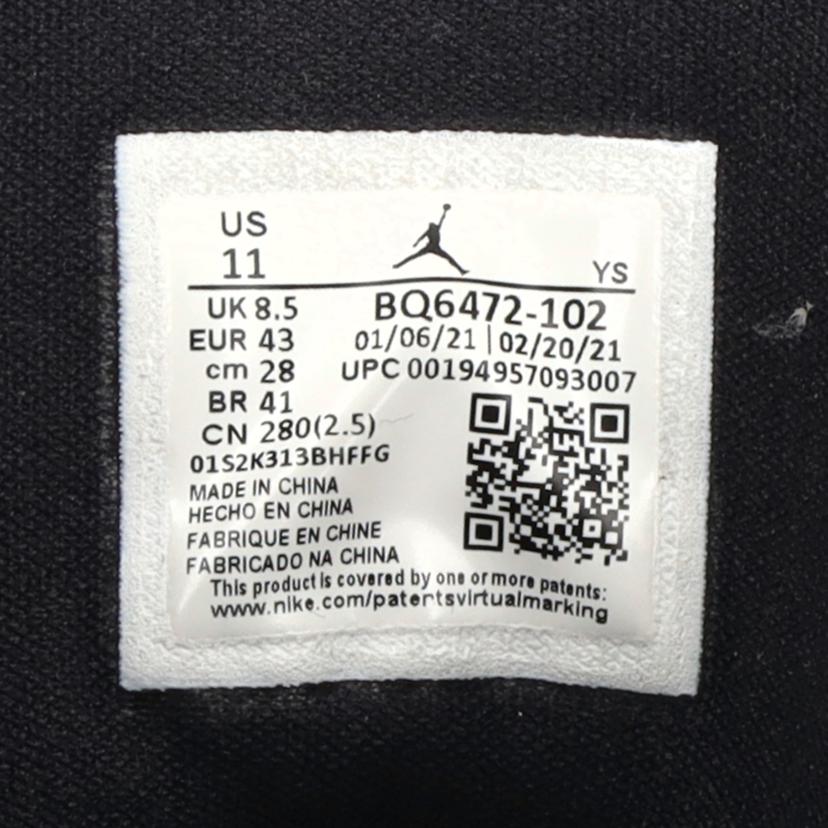 US
11
YS
UK 8.5
EUR 43
cm 28
BR 41
CN 280(2.5)
BQ6472-102
01/06/21 | 02/20/21
UPC 00194957093007
01S2K313BHFFG
MADE IN CHINA
HECHO EN CHINA
FABRIQUE EN CHINE
FABRICADO NA CHINA
This product is covered by one or more patents:
www.nike.com/patentsvirtualmarking